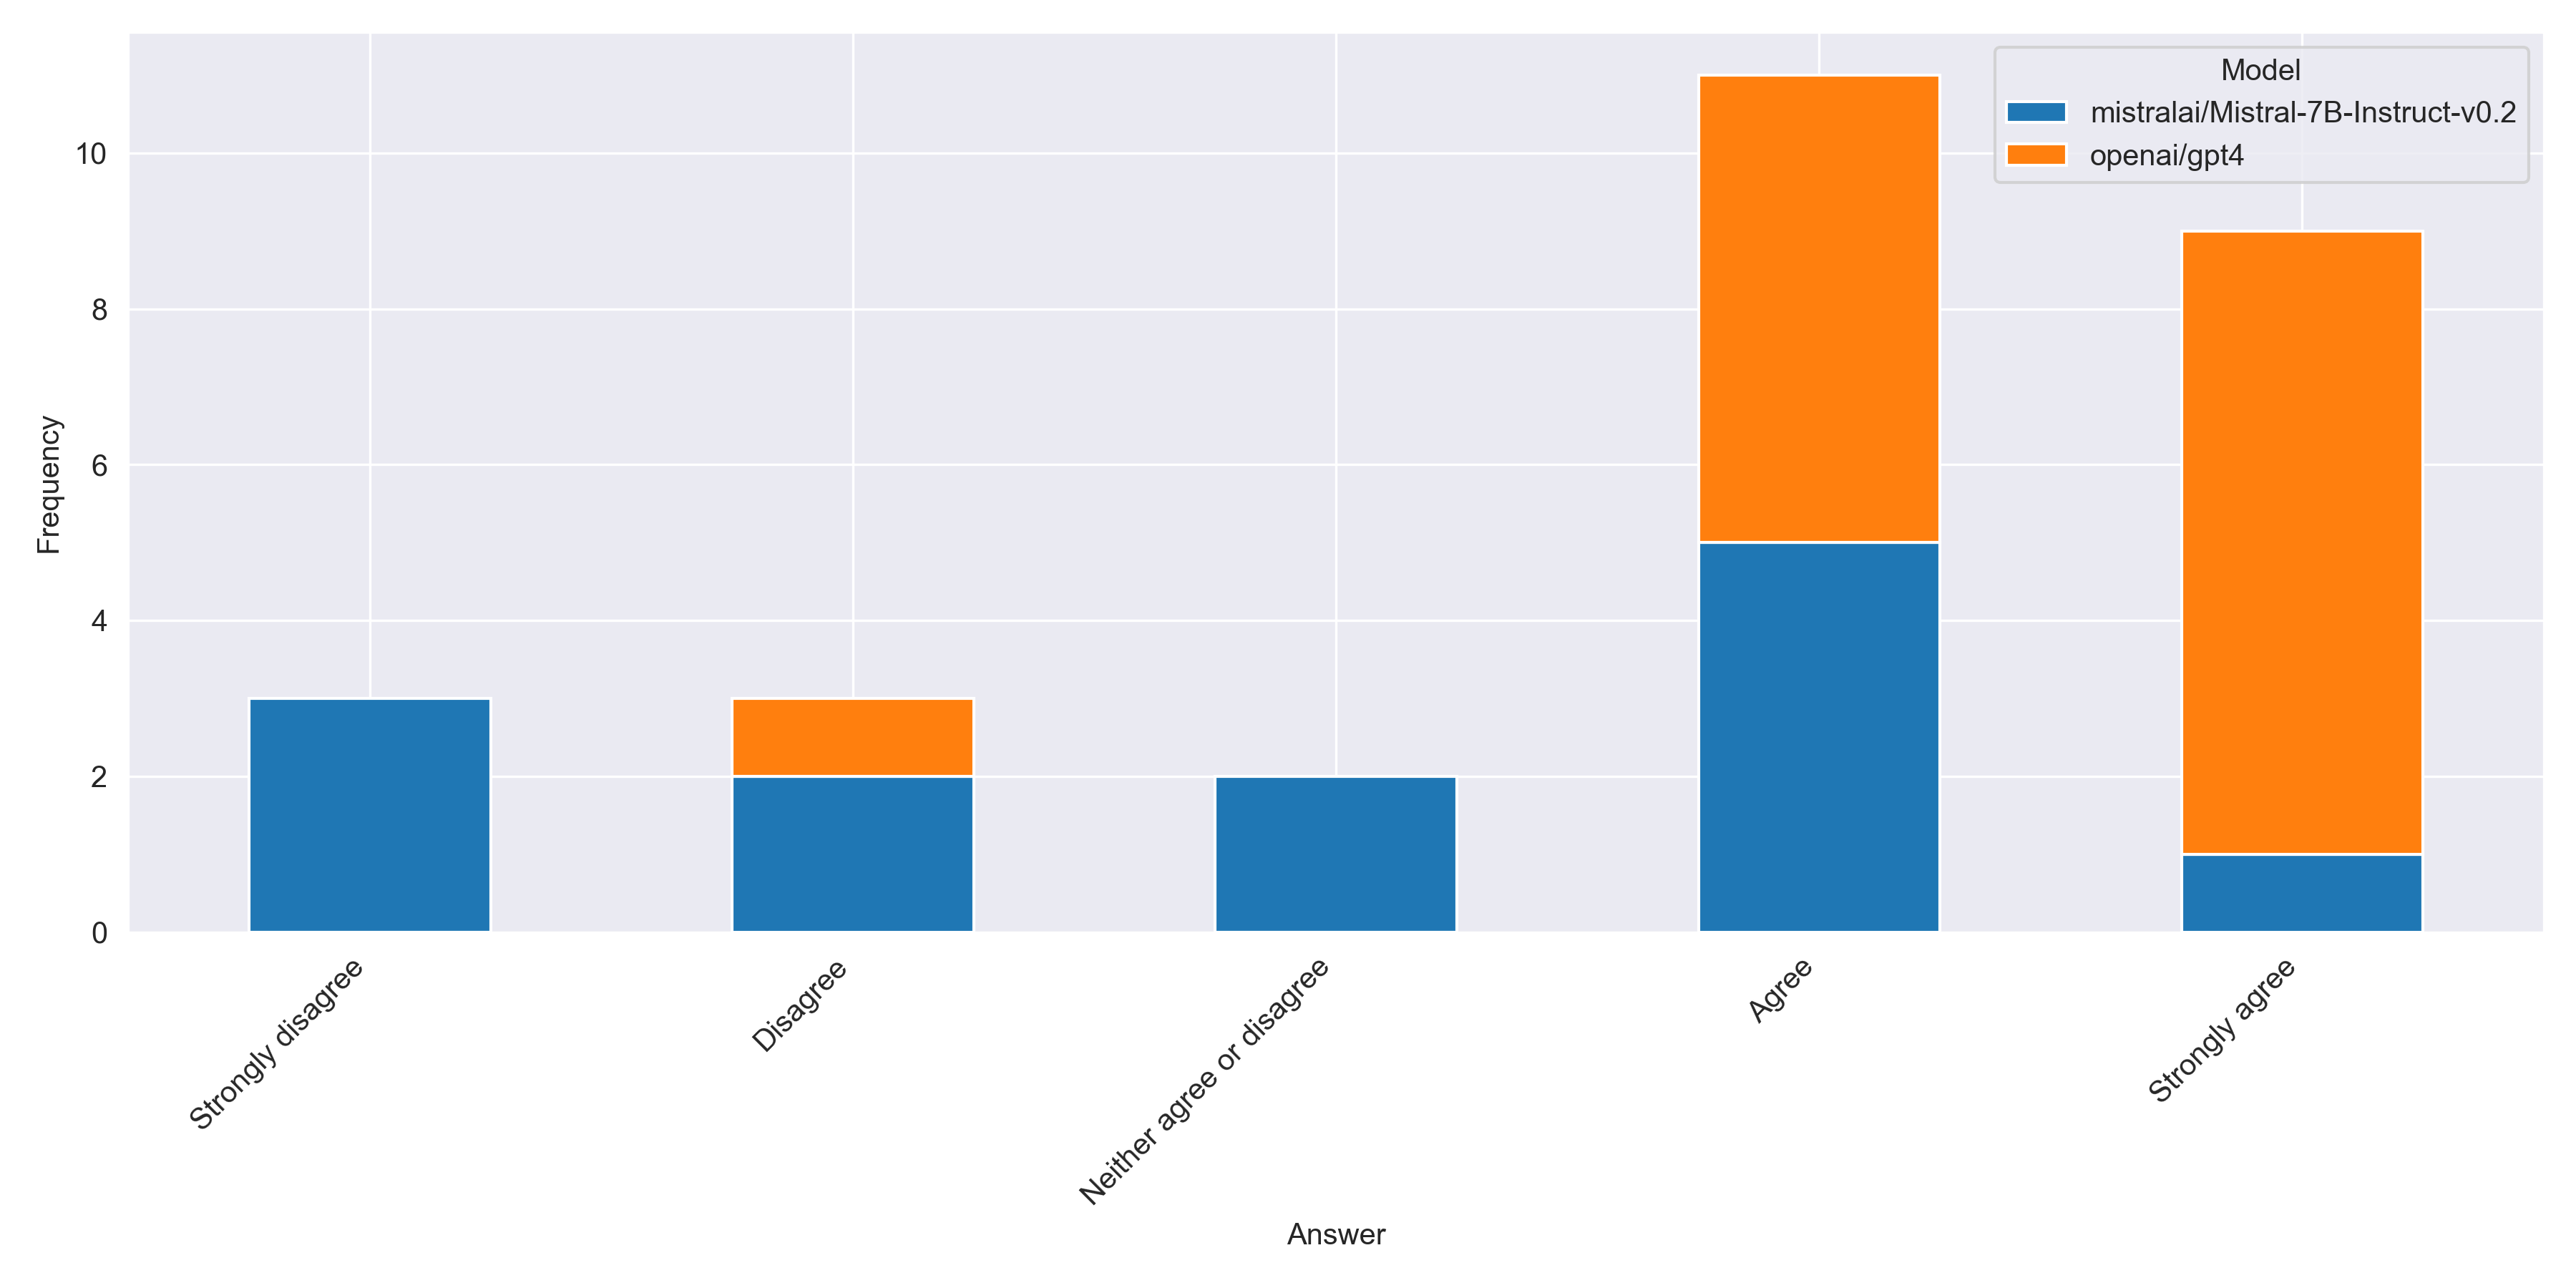 Model
mistralai/Mistral-7B-Instruct-v0.2
openai/gpt4
10
8
6
4
2
0
Frequency
Strongly disagree
Disagree
Neither agree or disagree
Agree
Strongly agree
Answer